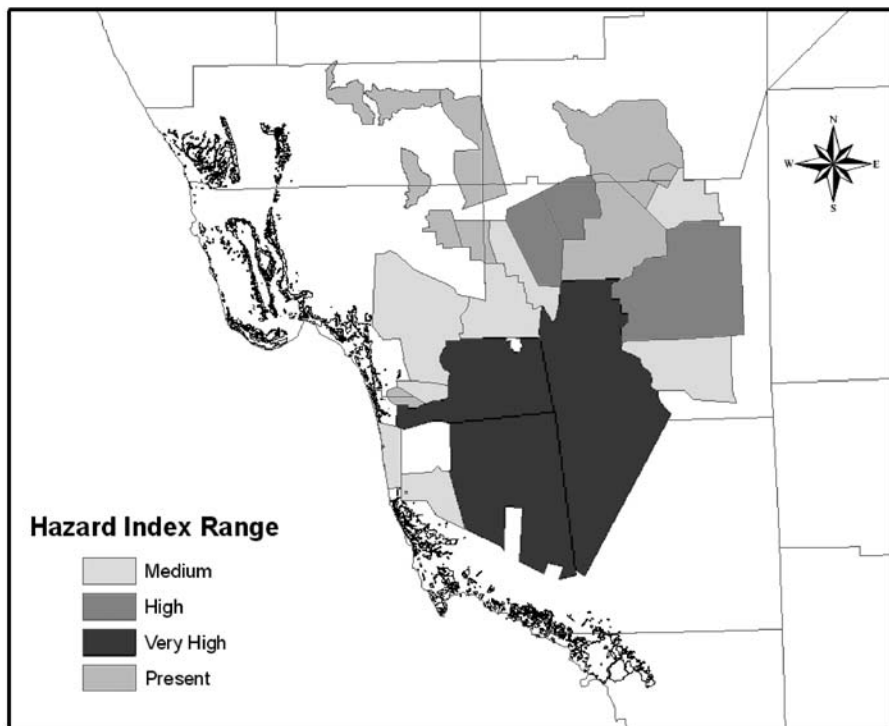 N
W E
S
Hazard Index Range
Medium
High
Very High
Present